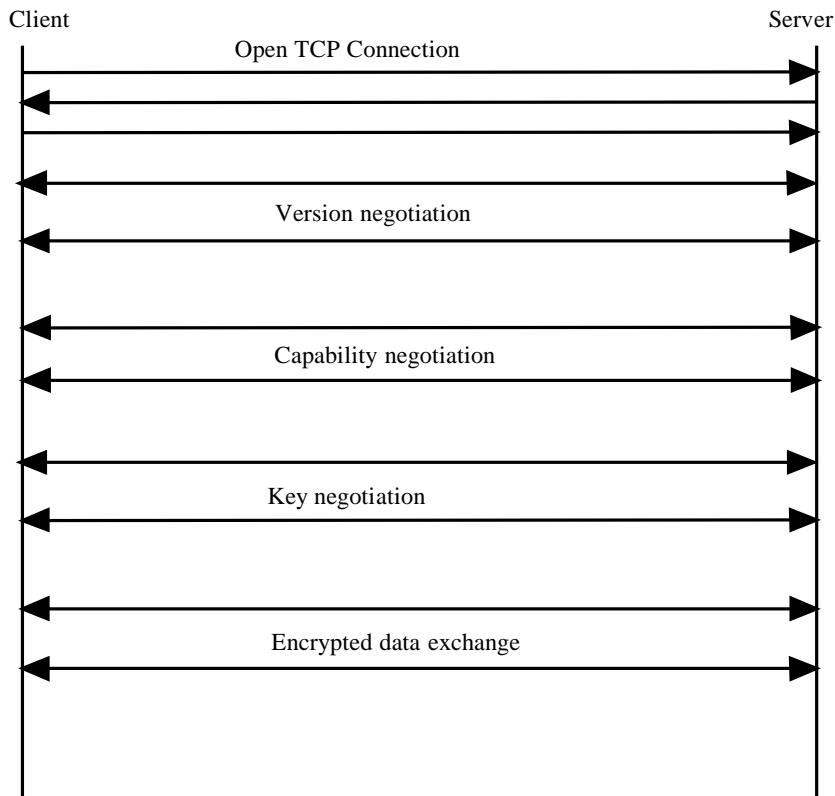 Client
Server
Open TCP Connection
Version negotiation
Capability negotiation
Key negotiation
Encrypted data exchange